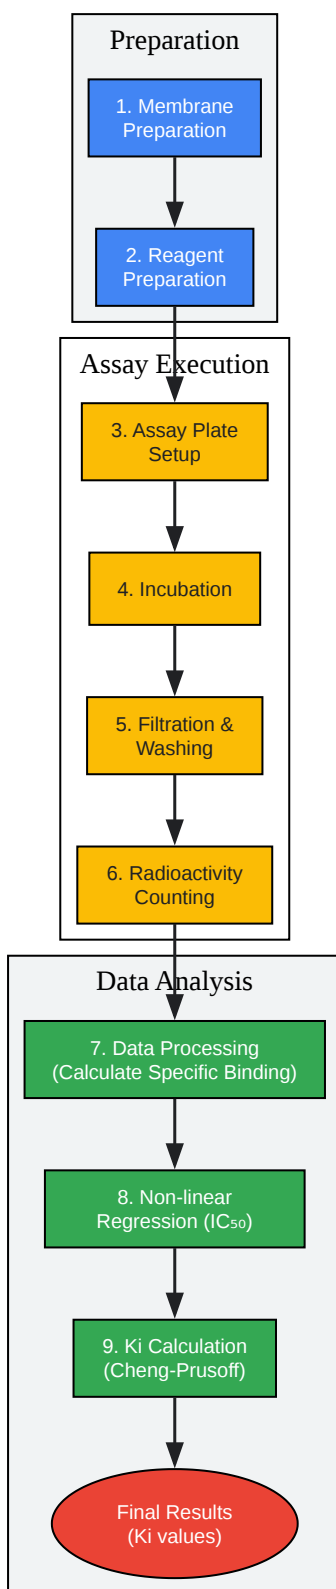 Preparation
1. Membrane
Preparation
2. Reagent
Preparation
Assay Execution
3. Assay Plate
Setup
4. Incubation
5. Filtration &
Washing
6. Radioactivity
Counting
Data Analysis
7. Data Processing
(Calculate Specific Binding)
8. Non-linear
Regression (IC₅₀)
9. Ki Calculation
(Cheng-Prusoff)
Final Results
(Ki values)